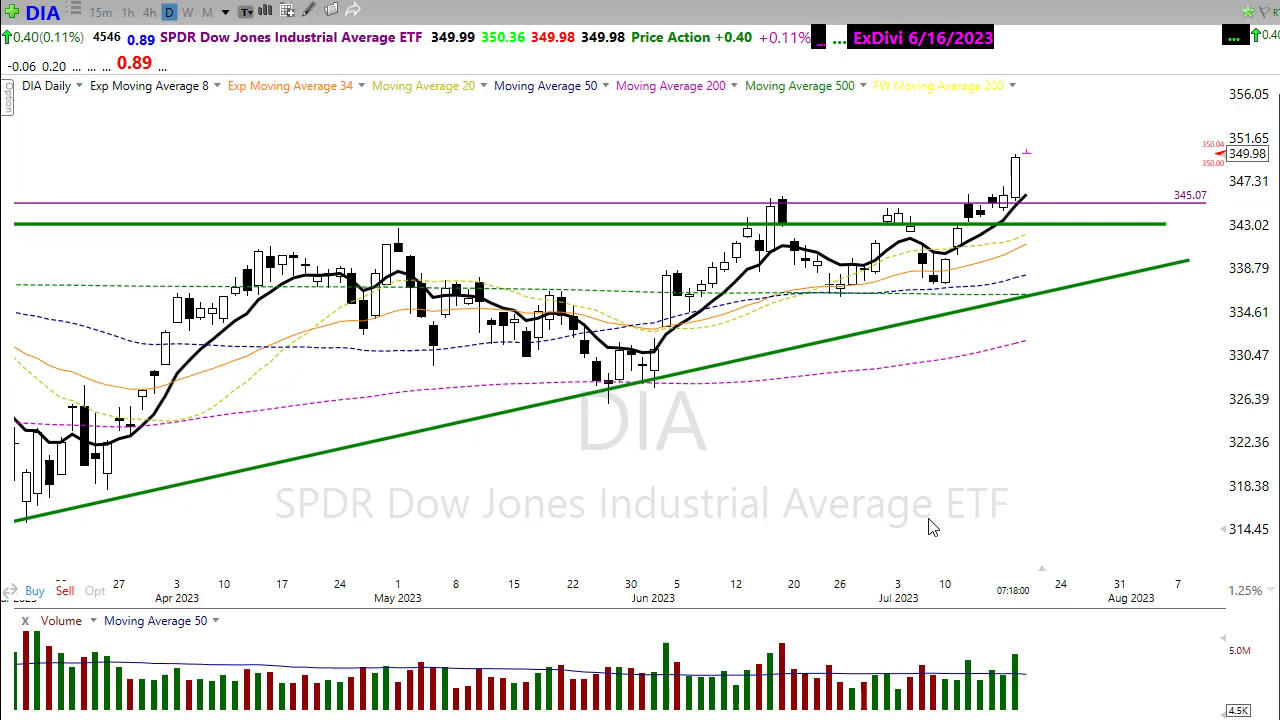 DIA 15m 1h 4h D W M T
0.40(0.11%) 4546 0.89 SPDR Dow Jones Industrial Average ETF 349.99 350.36 349.98 349.98 Price Action +0.40 +0.11% ... ... ExDivi 6/16/2023 ... 0.40
-0.06 0.20 ... ... ... 0.89 ...
Option
DIA Daily Exp Moving Average 8 Exp Moving Average 34 Moving Average 20 Moving Average 50 Moving Average 200 Moving Average 500 FW Moving Average 200
356.05
351.65
350.04
349.98
350.00
347.31
345.07
343.02
338.79
334.61
330.47
326.39
322.36
318.38
314.45
DIA
SPDR Dow Jones Industrial Average ETF
27 3 10 17 24 1 8 15 22 30 5 12 20 26 3 10 07:18:00 24 31 7
Apr 2023 May 2023 Jun 2023 Jul 2023 Aug 2023
Buy Sell Opt 1.25%
x Volume Moving Average 50
5.0M
4.5K